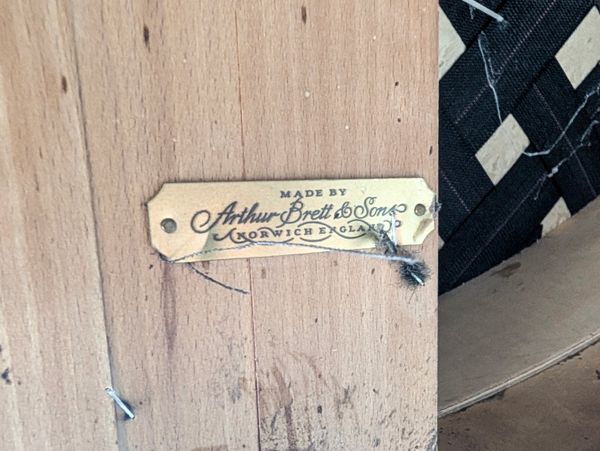 MADE BY
Arthur Brett & Sons
NORWICH ENGLAND